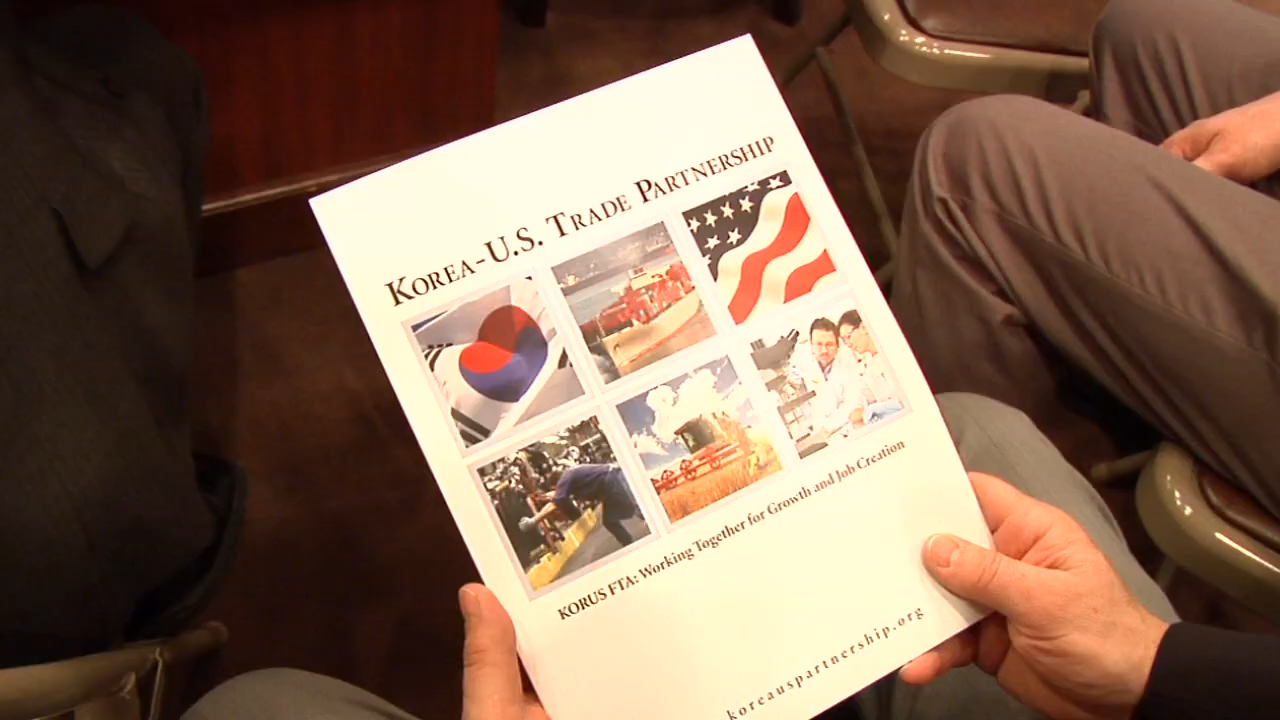 KOREA-U.S. TRADE PARTNERSHIP
KORUS FTA: Working Together for Growth and Job Creation
koreauspartnership.org